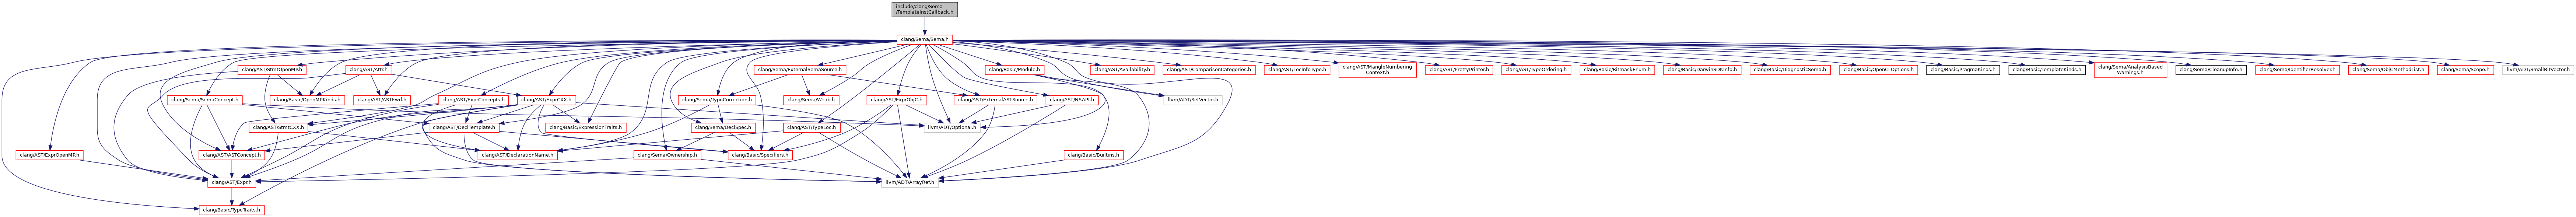 include/clang/Sema
/TemplateInstCallback.h
clang/Sema/Sema.h
clang/AST/StmtOpenMP.h
clang/AST/Attr.h
clang/Sema/ExternalSemaSource.h
clang/Basic/Module.h
clang/AST/Availability.h
clang/AST/ComparisonCategories.h
clang/AST/LocInfoType.h
clang/AST/MangleNumbering
Context.h
clang/AST/PrettyPrinter.h
clang/AST/TypeOrdering.h
clang/Basic/BitmaskEnum.h
clang/Basic/DarwinSDKInfo.h
clang/Basic/DiagnosticSema.h
clang/Basic/OpenCLOptions.h
clang/Basic/PragmaKinds.h
clang/Basic/TemplateKinds.h
clang/Sema/AnalysisBased
Warnings.h
clang/Sema/CleanupInfo.h
clang/Sema/IdentifierResolver.h
clang/Sema/ObjCMethodList.h
clang/Sema/Scope.h
llvm/ADT/SmallBitVector.h
clang/Sema/SemaConcept.h
clang/Basic/OpenMPKinds.h
clang/AST/ASTFwd.h
clang/AST/ExprConcepts.h
clang/AST/ExprCXX.h
clang/Sema/TypoCorrection.h
clang/Sema/Weak.h
clang/AST/ExprObjC.h
clang/AST/ExternalASTSource.h
clang/AST/NSAPI.h
llvm/ADT/SetVector.h
clang/AST/StmtCXX.h
clang/AST/DeclTemplate.h
clang/Basic/ExpressionTraits.h
clang/Sema/DeclSpec.h
clang/AST/TypeLoc.h
llvm/ADT/Optional.h
clang/AST/ExprOpenMP.h
clang/AST/ASTConcept.h
clang/AST/DeclarationName.h
clang/Sema/Ownership.h
clang/Basic/Specifiers.h
clang/Basic/Builtins.h
clang/AST/Expr.h
llvm/ADT/ArrayRef.h
clang/Basic/TypeTraits.h